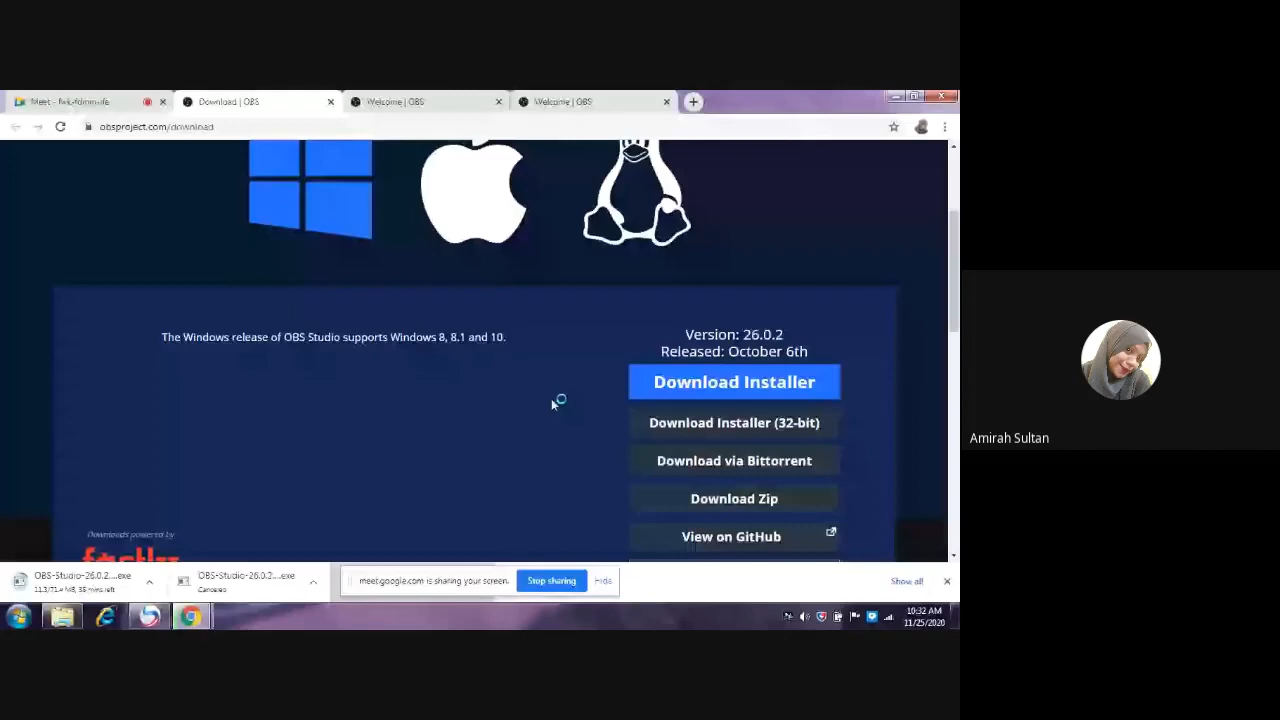 Download | OBS
Welcome | OBS
Welcome | OBS
obsproject.com/download
The Windows release of OBS Studio supports Windows 8, 8.1 and 10.
Version: 26.0.2
Released: October 6th
Download Installer
Download Installer (32-bit)
Download via Bittorrent
Download Zip
View on GitHub
Downloads powered by
Amirah Sultan
OBS-Studio-26.0.2....exe
OBS-Studio-26.0.2....exe
Canceled
meet.google.com is sharing your screen.
Stop sharing
Hide
Show all
10:32 AM
11/25/2020